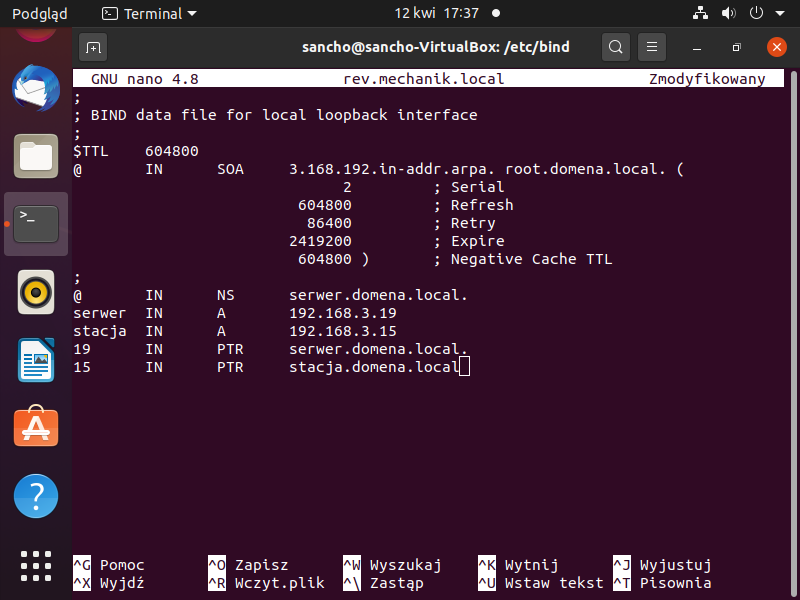 Podgląd Terminal 12 kwi 17:37
sancho@sancho-VirtualBox: /etc/bind
GNU nano 4.8 rev.mechanik.local Zmodyfikowany
;
; BIND data file for local loopback interface
;
$TTL 604800
@ IN SOA 3.168.192.in-addr.arpa. root.domena.local. (
2 ; Serial
604800 ; Refresh
86400 ; Retry
2419200 ; Expire
604800 ) ; Negative Cache TTL
;
@ IN NS serwer.domena.local.
serwer IN A 192.168.3.19
stacja IN A 192.168.3.15
19 IN PTR serwer.domena.local.
15 IN PTR stacja.domena.local
^G Pomoc ^O Zapisz ^W Wyszukaj ^K Wytnij ^J Wyjustuj
^X Wyjdź ^R Wczyt.plik ^\ Zastąp ^U Wstaw tekst ^T Pisownia